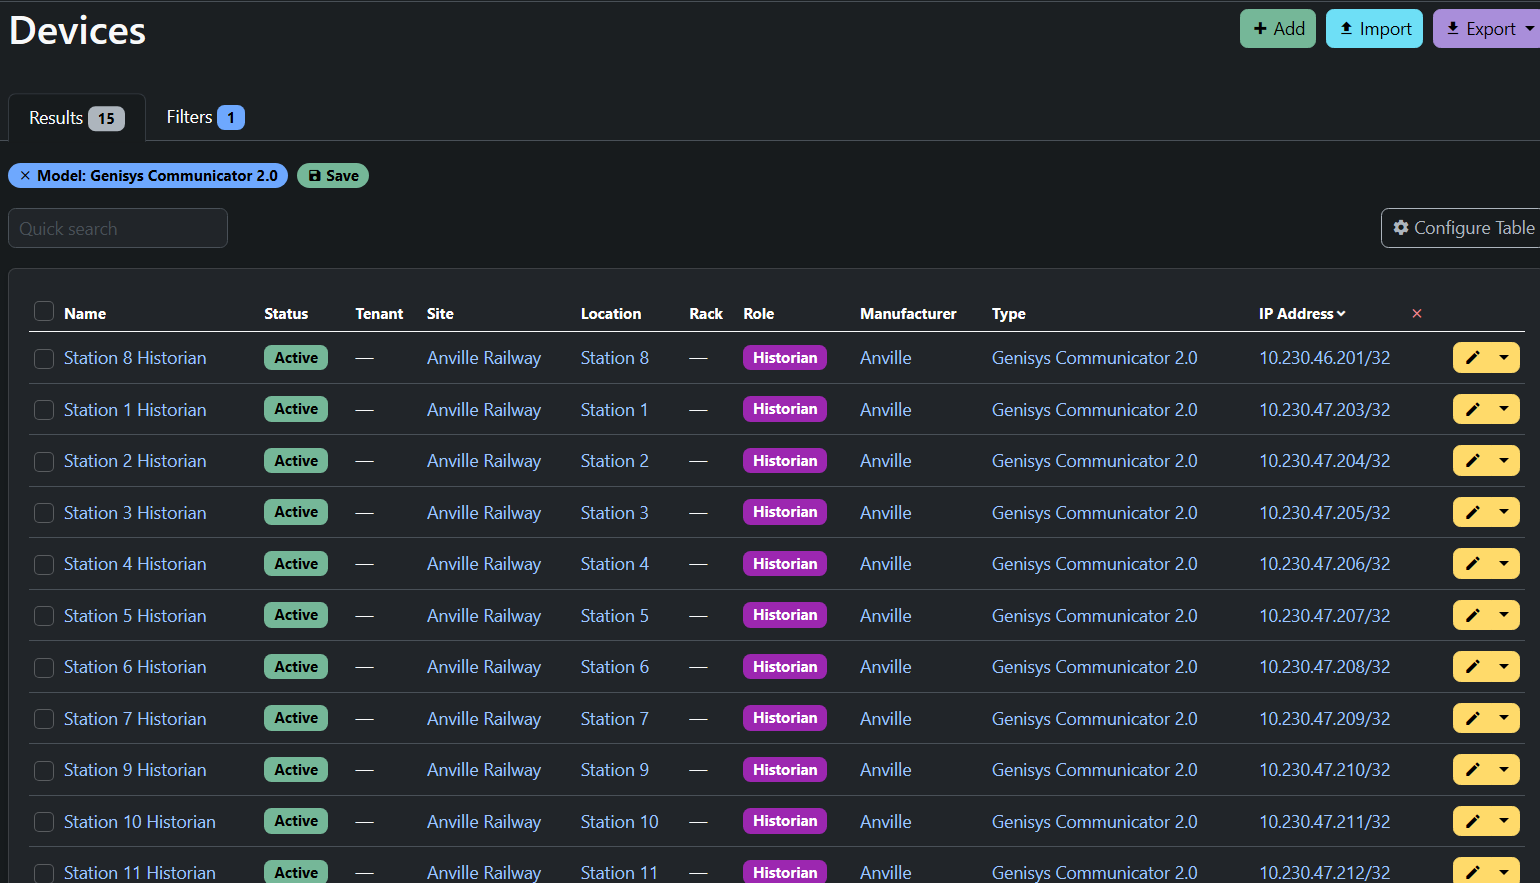 Devices
Add Import Export
Results 15 Filters 1
Model: Genisys Communicator 2.0 Save
Quick search
Configure Table
Name Status Tenant Site Location Rack Role Manufacturer Type IP Address
Station 8 Historian Active — Anville Railway Station 8 — Historian Anville Genisys Communicator 2.0 10.230.46.201/32
Station 1 Historian Active — Anville Railway Station 1 — Historian Anville Genisys Communicator 2.0 10.230.47.203/32
Station 2 Historian Active — Anville Railway Station 2 — Historian Anville Genisys Communicator 2.0 10.230.47.204/32
Station 3 Historian Active — Anville Railway Station 3 — Historian Anville Genisys Communicator 2.0 10.230.47.205/32
Station 4 Historian Active — Anville Railway Station 4 — Historian Anville Genisys Communicator 2.0 10.230.47.206/32
Station 5 Historian Active — Anville Railway Station 5 — Historian Anville Genisys Communicator 2.0 10.230.47.207/32
Station 6 Historian Active — Anville Railway Station 6 — Historian Anville Genisys Communicator 2.0 10.230.47.208/32
Station 7 Historian Active — Anville Railway Station 7 — Historian Anville Genisys Communicator 2.0 10.230.47.209/32
Station 9 Historian Active — Anville Railway Station 9 — Historian Anville Genisys Communicator 2.0 10.230.47.210/32
Station 10 Historian Active — Anville Railway Station 10 — Historian Anville Genisys Communicator 2.0 10.230.47.211/32
Station 11 Historian Active — Anville Railway Station 11 — Historian Anville Genisys Communicator 2.0 10.230.47.212/32